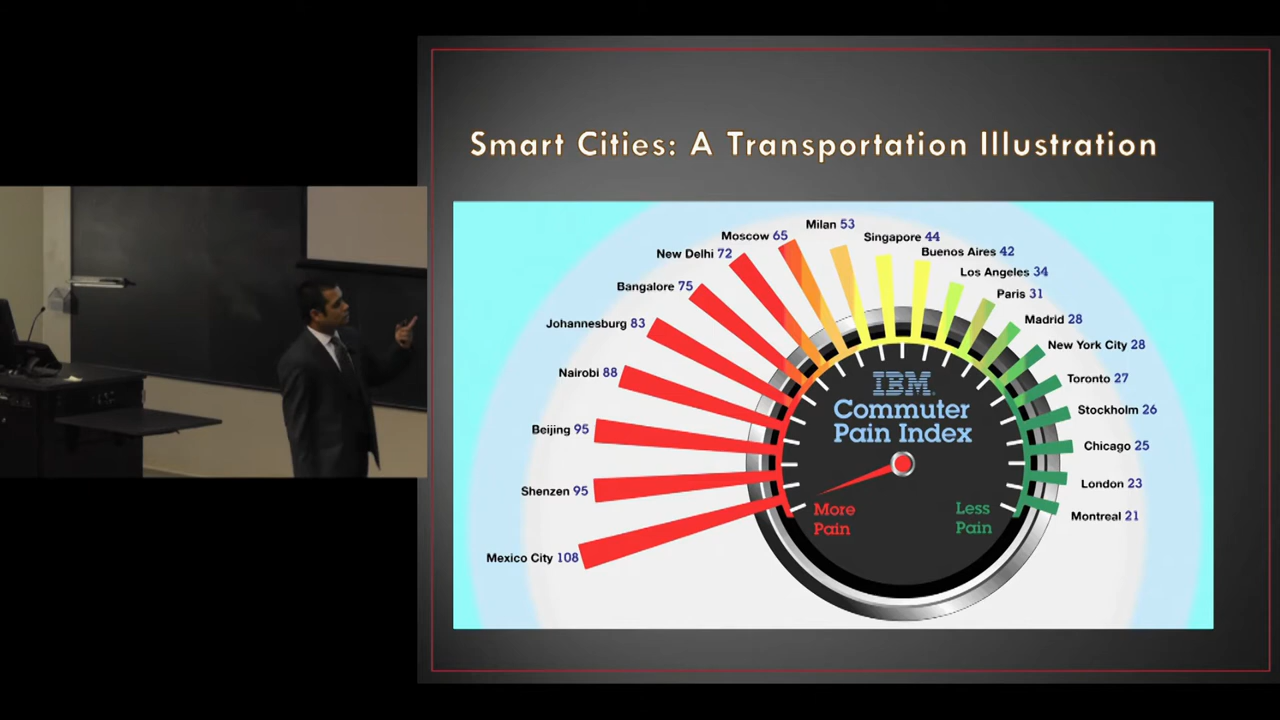 Smart Cities: A Transportation Illustration
Milan 53
Moscow 65
Singapore 44
New Delhi 72
Buenos Aires 42
Los Angeles 34
Bangalore 75
Paris 31
Johannesburg 83
Madrid 28
New York City 28
Nairobi 88
Toronto 27
IBM
Commuter
Pain Index
Stockholm 26
Beijing 95
Chicago 25
Shenzen 95
London 23
More
Pain
Less
Pain
Montreal 21
Mexico City 108